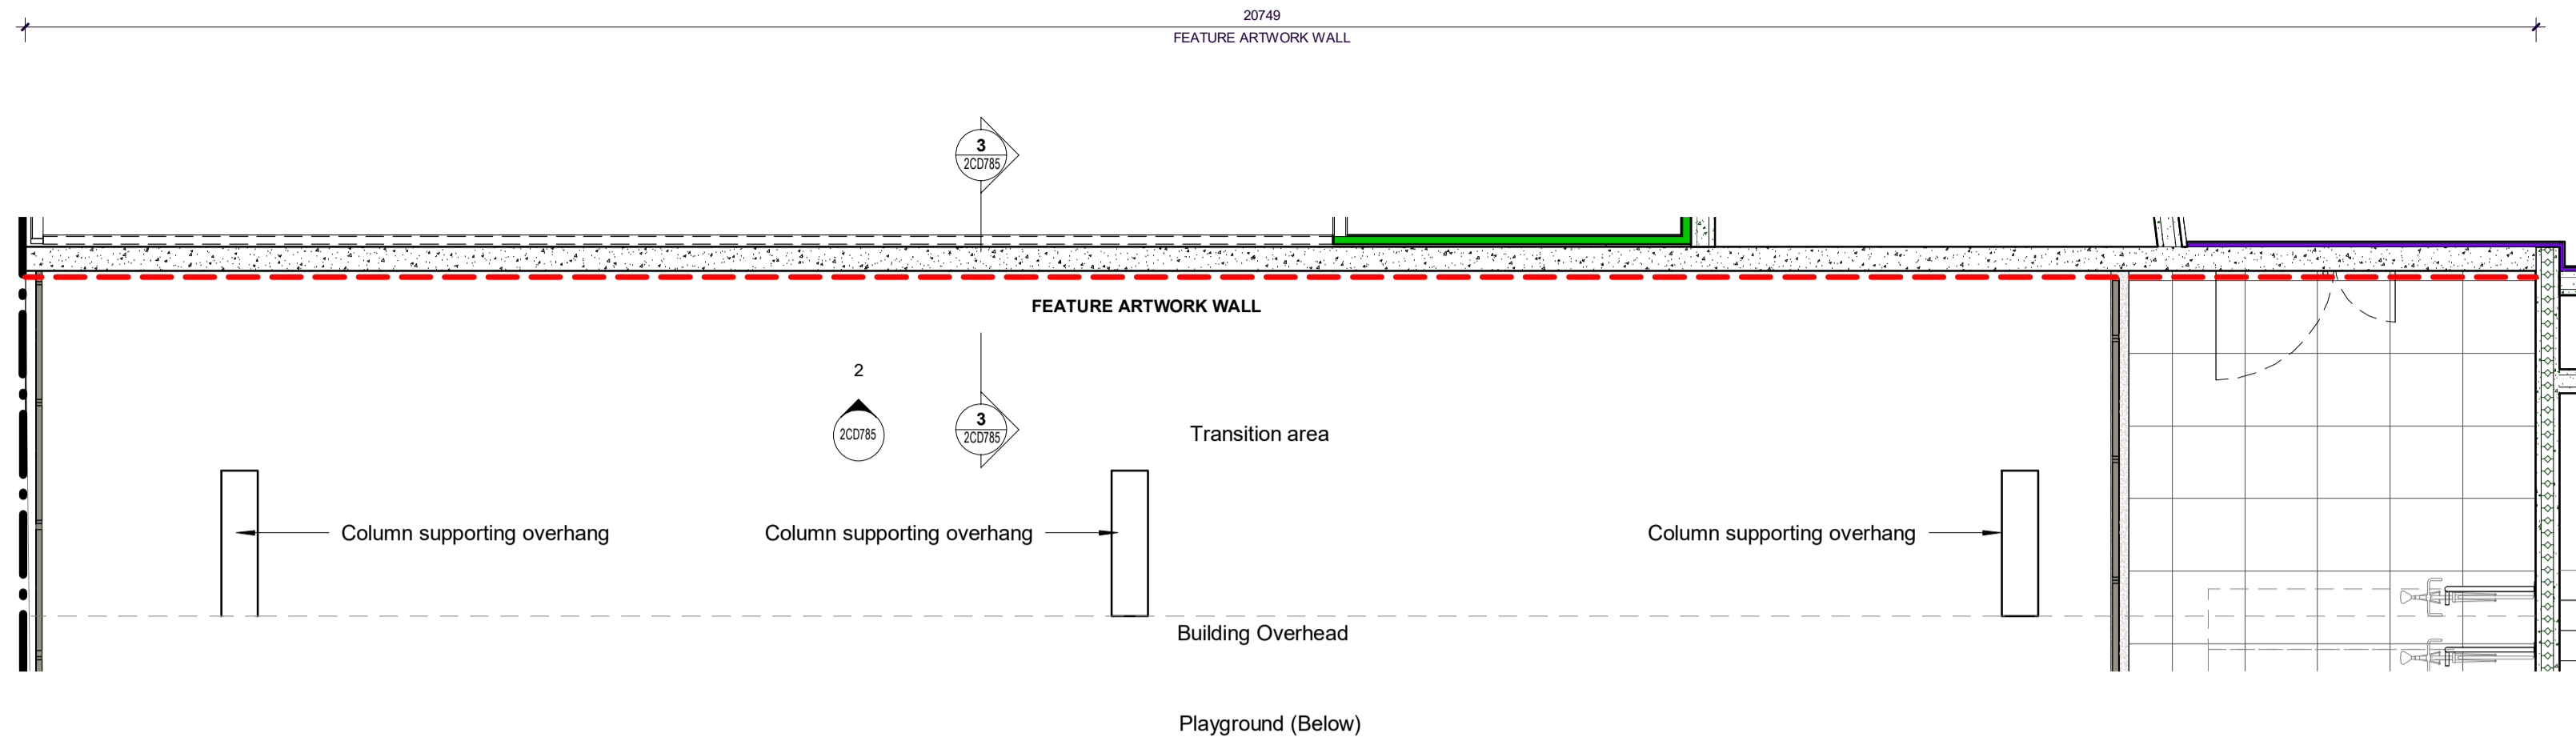 20749
FEATURE ARTWORK WALL
3
2CD785
FEATURE ARTWORK WALL
2
2CD785
3
2CD785
Transition area
Column supporting overhang
Column supporting overhang
Column supporting overhang
Building Overhead
Playground (Below)